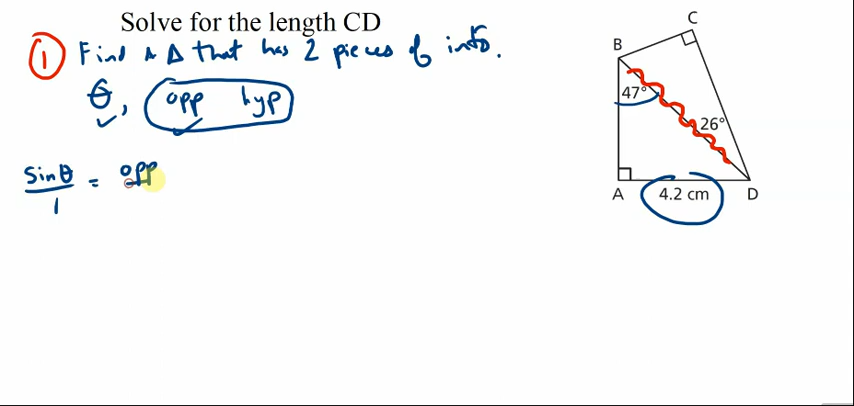 Solve for the length CD
① Find A Δ that has 2 pieces of info.
θ, opp hyp
sinθ = opp
1
C
B
47°
26°
A 4.2 cm D